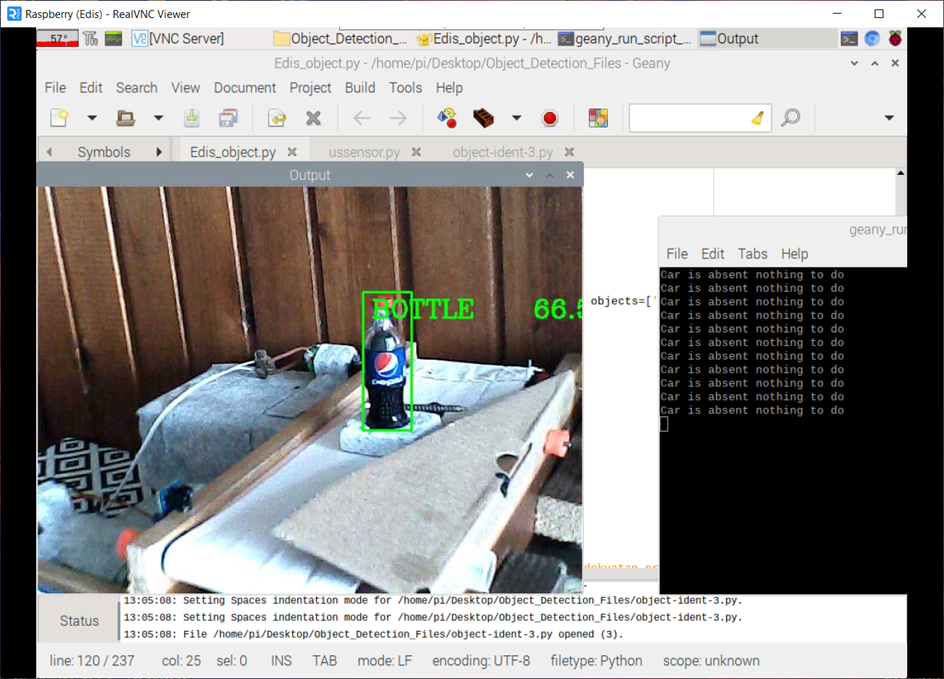 Raspberry (Edis) - RealVNC Viewer
57° [VNC Server] Object_Detection_... Edis_object.py - /h... geany_run_script_... Output
Edis_object.py - /home/pi/Desktop/Object_Detection_Files - Geany
File Edit Search View Document Project Build Tools Help
Symbols Edis_object.py ussensor.py object-ident-3.py
Output
BOTTLE 66.5
objects=['
geany_run
File Edit Tabs Help
Car is absent nothing to do
Car is absent nothing to do
Car is absent nothing to do
Car is absent nothing to do
Car is absent nothing to do
Car is absent nothing to do
Car is absent nothing to do
Car is absent nothing to do
Car is absent nothing to do
Car is absent nothing to do
Car is absent nothing to do
Status
13:05:08: Setting Spaces indentation mode for /home/pi/Desktop/Object_Detection_Files/object-ident-3.py.
13:05:08: Setting Spaces indentation mode for /home/pi/Desktop/Object_Detection_Files/object-ident-3.py.
13:05:08: File /home/pi/Desktop/Object_Detection_Files/object-ident-3.py opened (3).
line: 120 / 237 col: 25 sel: 0 INS TAB mode: LF encoding: UTF-8 filetype: Python scope: unknown